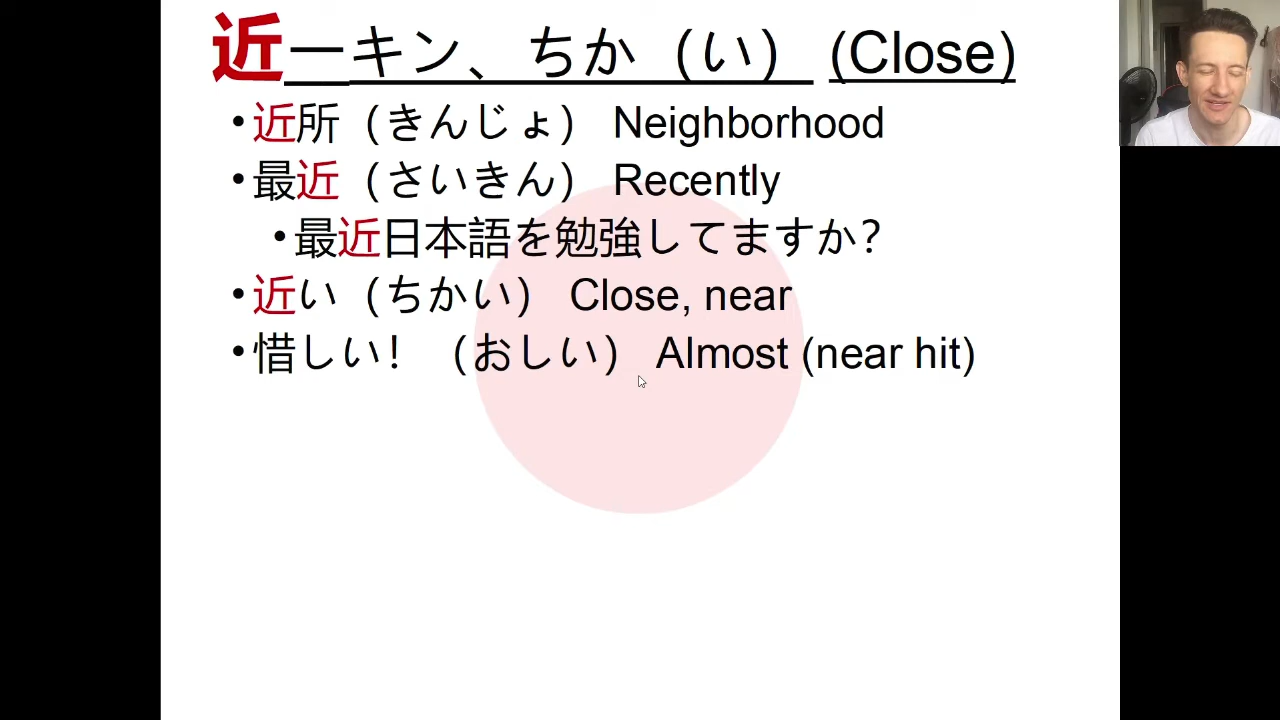 近ーキン、ちか（い） (Close)
•近所（きんじょ） Neighborhood
•最近（さいきん） Recently
•最近日本語を勉強してますか?
•近い（ちかい） Close, near
•惜しい! （おしい） Almost (near hit)